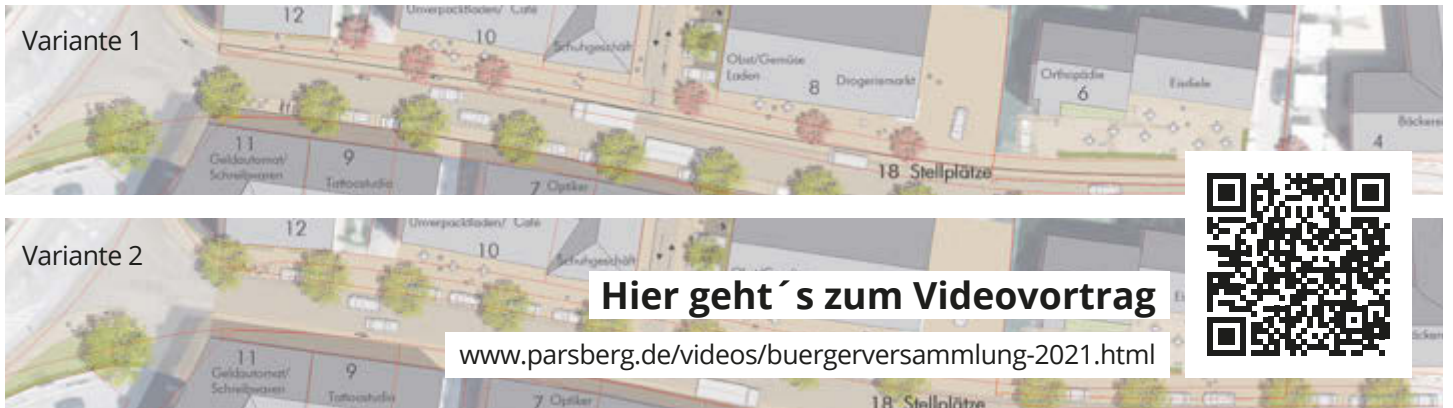 Variante 1
12
Unverpacktladen/ Café
10
Schuhgeschäft
Obst/Gemüse
Laden
8
Drogeriemarkt
Orthopädie
6
Eisdiele
Bäckerei
4
11
Geldautomat/
Schreibwaren
9
Tattoostudio
7 Optiker
18 Stellplätze
Variante 2
12
Unverpacktladen/ Café
10
Schuhgeschäft
Hier geht´s zum Videovortrag
www.parsberg.de/videos/buergerversammlung-2021.html
11
Geldautomat/
Schreibwaren
9
Tattoostudio
7 Optiker
18 Stellplätze